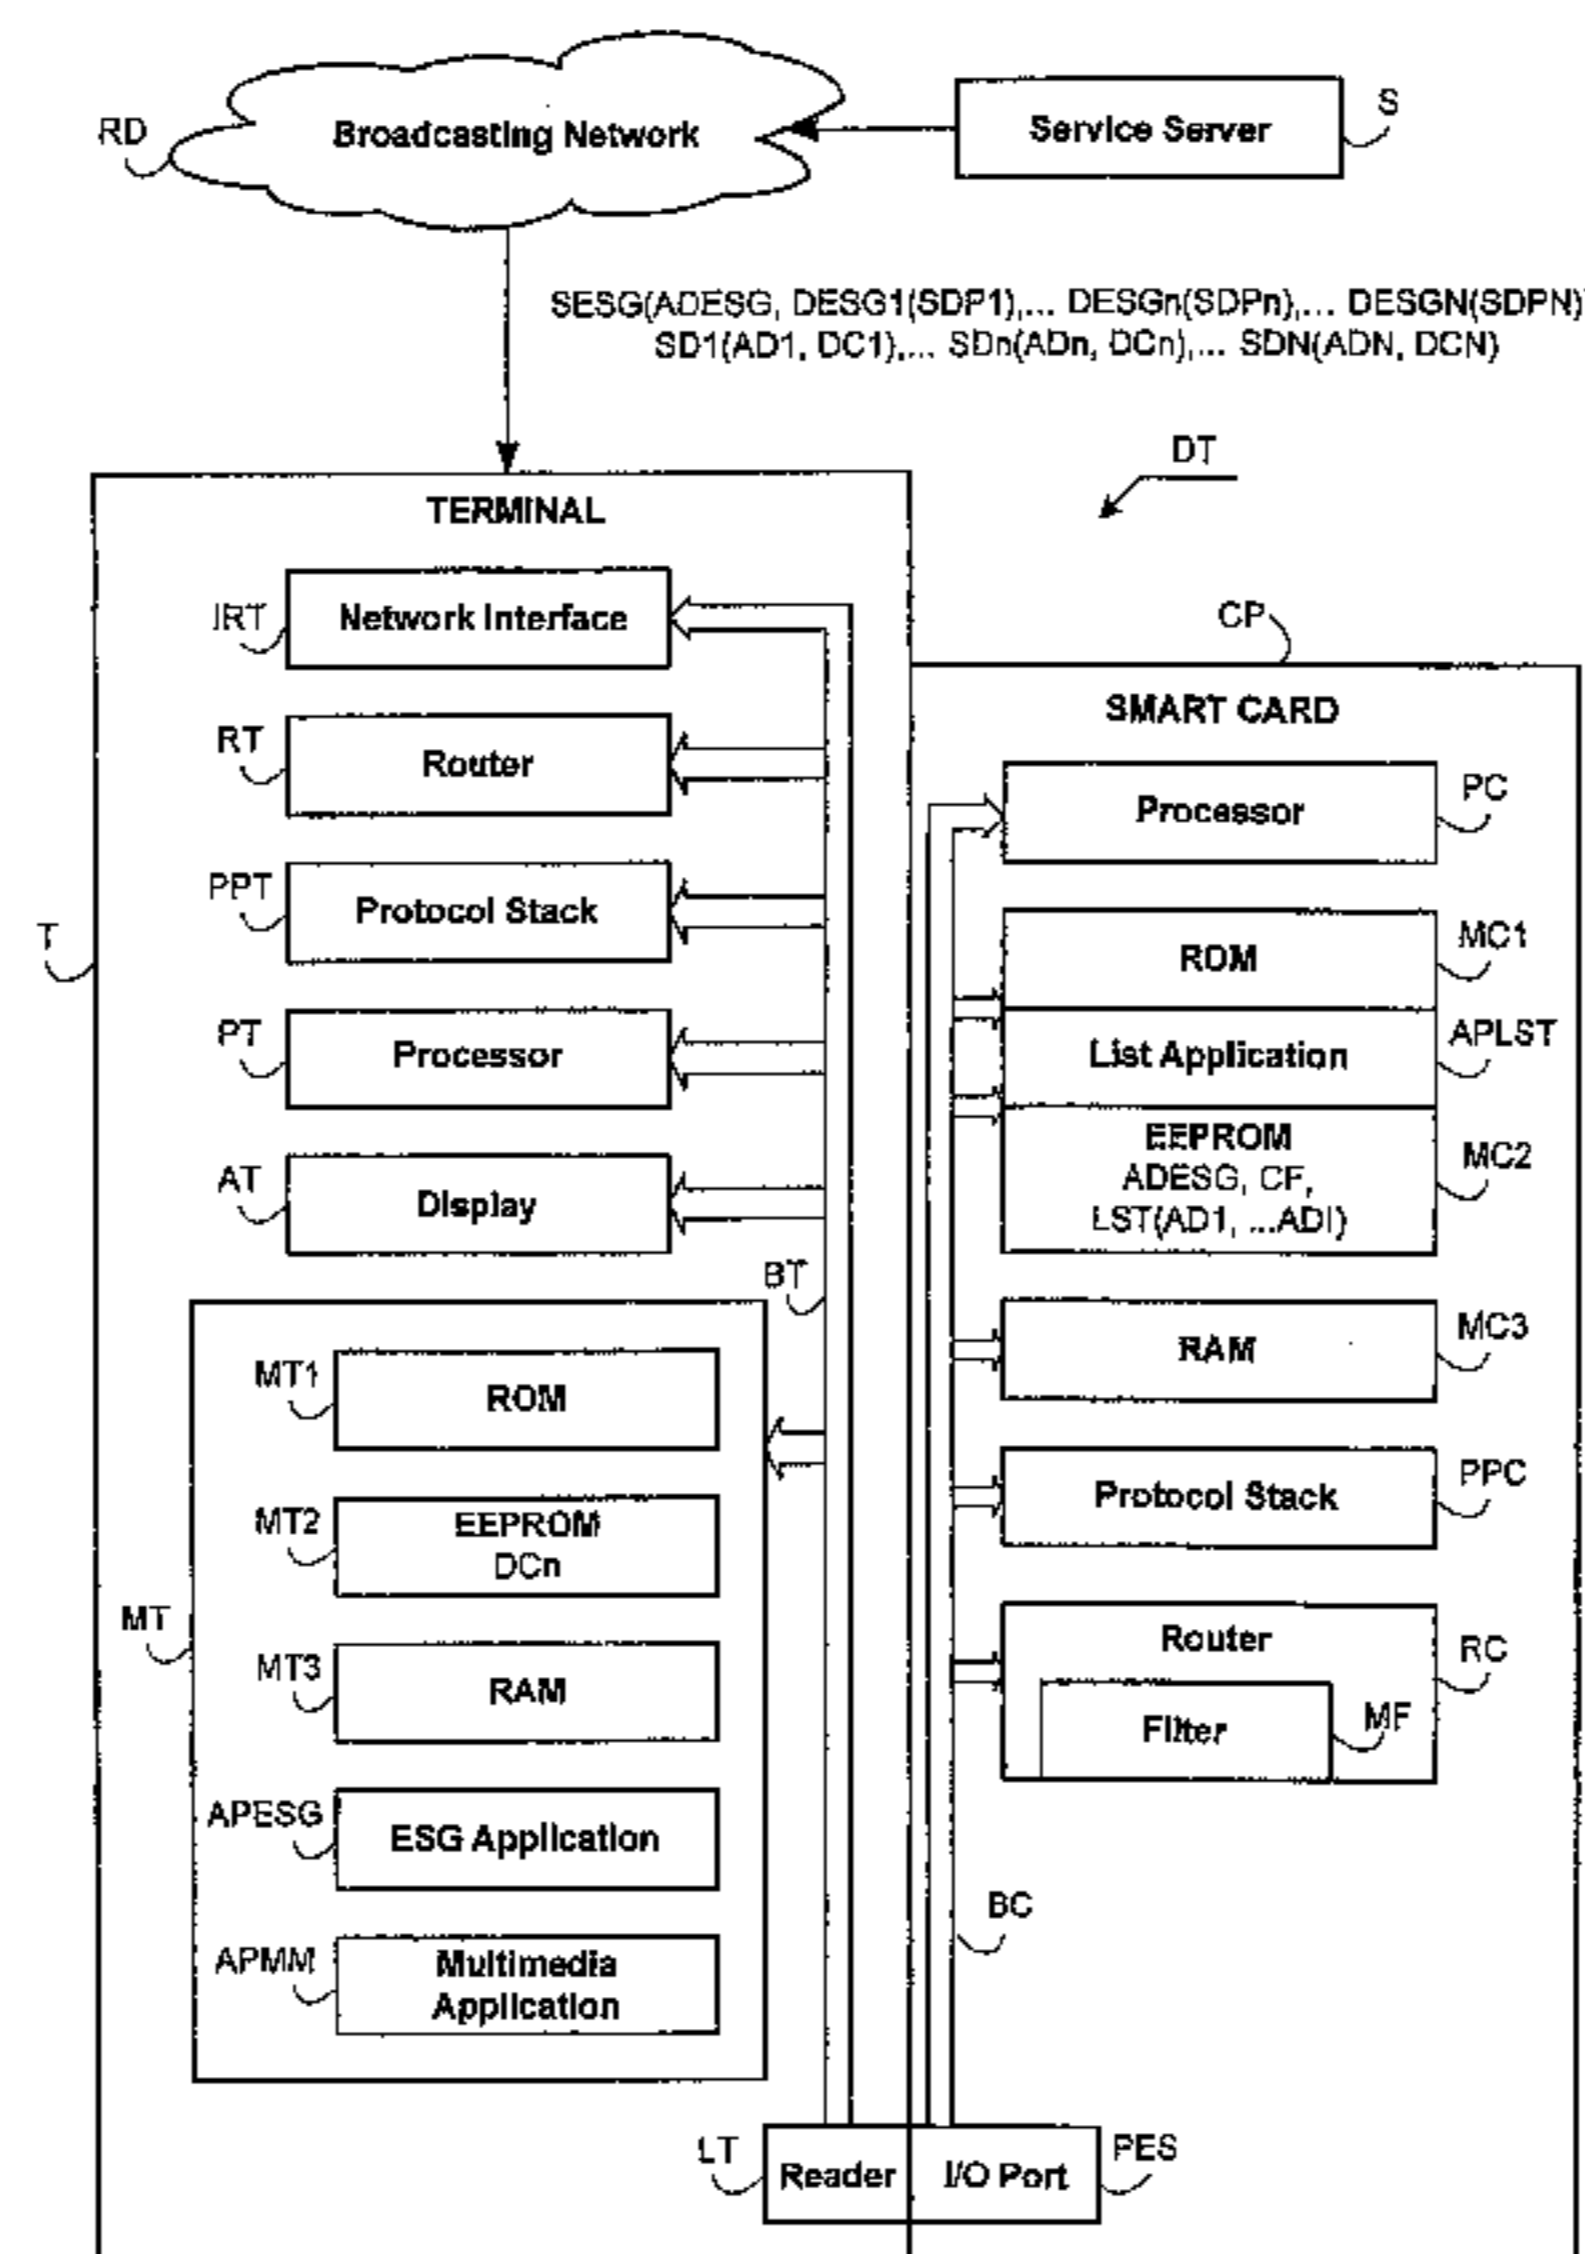 RD
Broadcasting Network
Service Server
S
SESG(ADESG, DESG1(SDP1),... DESGn(SDPn),... DESGN(SDPN)
SD1(AD1, DC1),... SDn(ADn, DCn),... SDN(ADN, DCN)
DT
TERMINAL
IRT
Network Interface
CP
SMART CARD
RT
Router
PC
Processor
PPT
Protocol Stack
T
MC1
ROM
PT
Processor
List Application
APLST
AT
Display
EEPROM
ADESG, CF,
LST(AD1, ...ADI)
MC2
BT
MT1
ROM
RAM
MC3
MT2
EEPROM
DCn
Protocol Stack
PPC
MT
MT3
RAM
Router
RC
Filter
MF
APESG
ESG Application
BC
APMM
Multimedia
Application
LT
Reader
I/O Port
PES